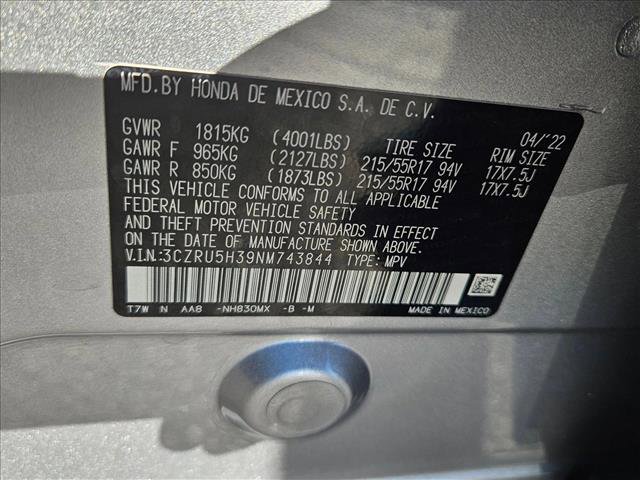 MFD.BY HONDA DE MEXICO S.A. DE C.V.
04/'22
GVWR 1815KG (4001LBS) TIRE SIZE RIM SIZE
GAWR F 965KG (2127LBS) 215/55R17 94V 17X7.5J
GAWR R 850KG (1873LBS) 215/55R17 94V 17X7.5J
THIS VEHICLE CONFORMS TO ALL APPLICABLE
FEDERAL MOTOR VEHICLE SAFETY
AND THEFT PREVENTION STANDARDS IN EFFECT
ON THE DATE OF MANUFACTURE SHOWN ABOVE.
V.I.N.:3CZRU5H39NM743844 TYPE: MPV
T7W N AA8 -NH830MX -B -M MADE IN MEXICO